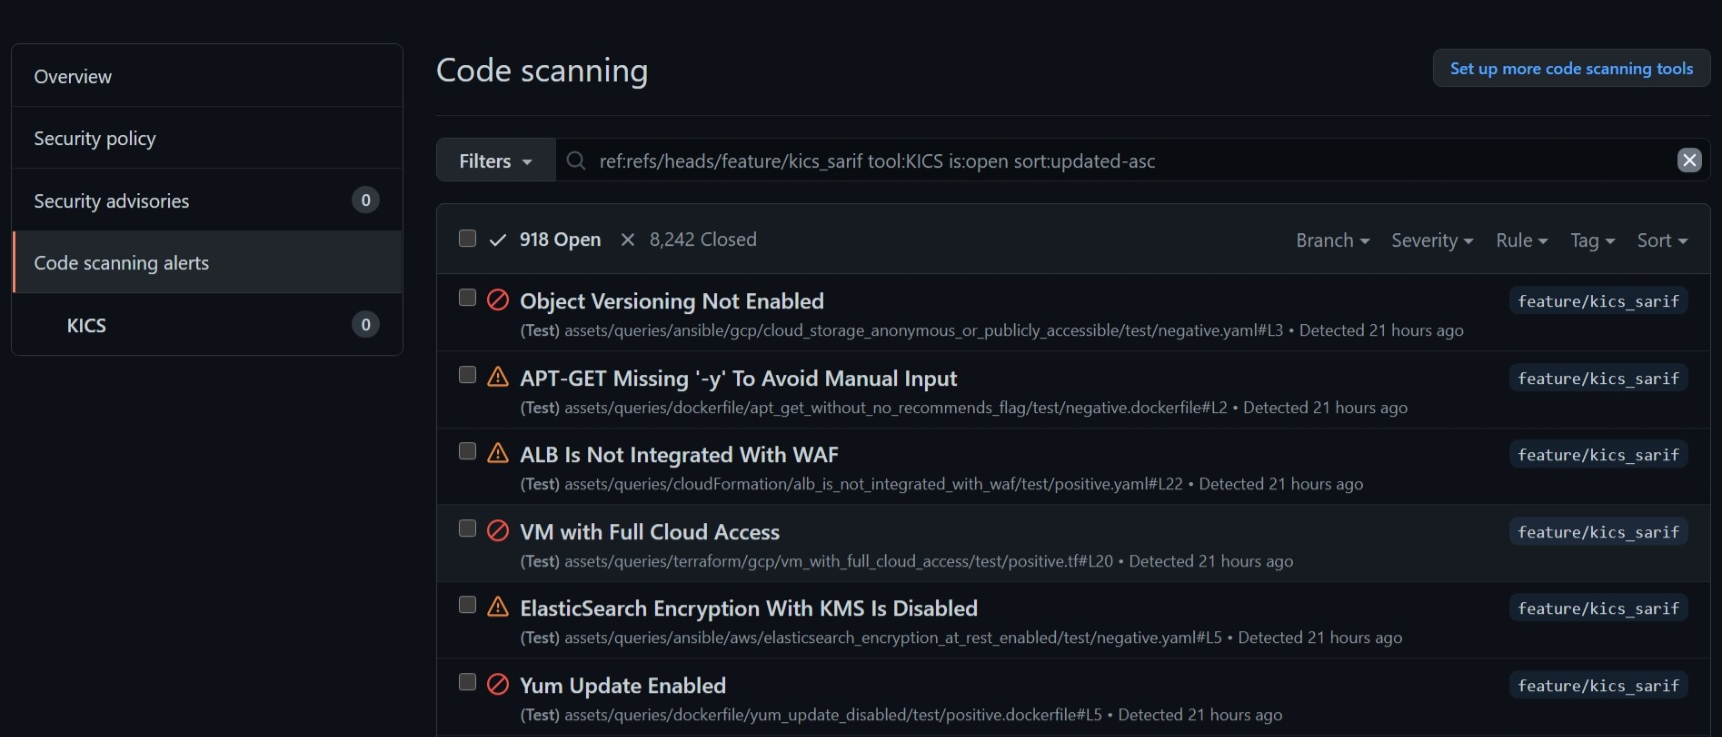 Overview
Security policy
Security advisories 0
Code scanning alerts
KICS 0
Code scanning
Set up more code scanning tools
Filters
ref:refs/heads/feature/kics_sarif tool:KICS is:open sort:updated-asc
918 Open 8,242 Closed
Branch Severity Rule Tag Sort
Object Versioning Not Enabled feature/kics_sarif
(Test) assets/queries/ansible/gcp/cloud_storage_anonymous_or_publicly_accessible/test/negative.yaml#L3 • Detected 21 hours ago
APT-GET Missing '-y' To Avoid Manual Input feature/kics_sarif
(Test) assets/queries/dockerfile/apt_get_without_no_recommends_flag/test/negative.dockerfile#L2 • Detected 21 hours ago
ALB Is Not Integrated With WAF feature/kics_sarif
(Test) assets/queries/cloudFormation/alb_is_not_integrated_with_waf/test/positive.yaml#L22 • Detected 21 hours ago
VM with Full Cloud Access feature/kics_sarif
(Test) assets/queries/terraform/gcp/vm_with_full_cloud_access/test/positive.tf#L20 • Detected 21 hours ago
ElasticSearch Encryption With KMS Is Disabled feature/kics_sarif
(Test) assets/queries/ansible/aws/elasticsearch_encryption_at_rest_enabled/test/negative.yaml#L5 • Detected 21 hours ago
Yum Update Enabled feature/kics_sarif
(Test) assets/queries/dockerfile/yum_update_disabled/test/positive.dockerfile#L5 • Detected 21 hours ago